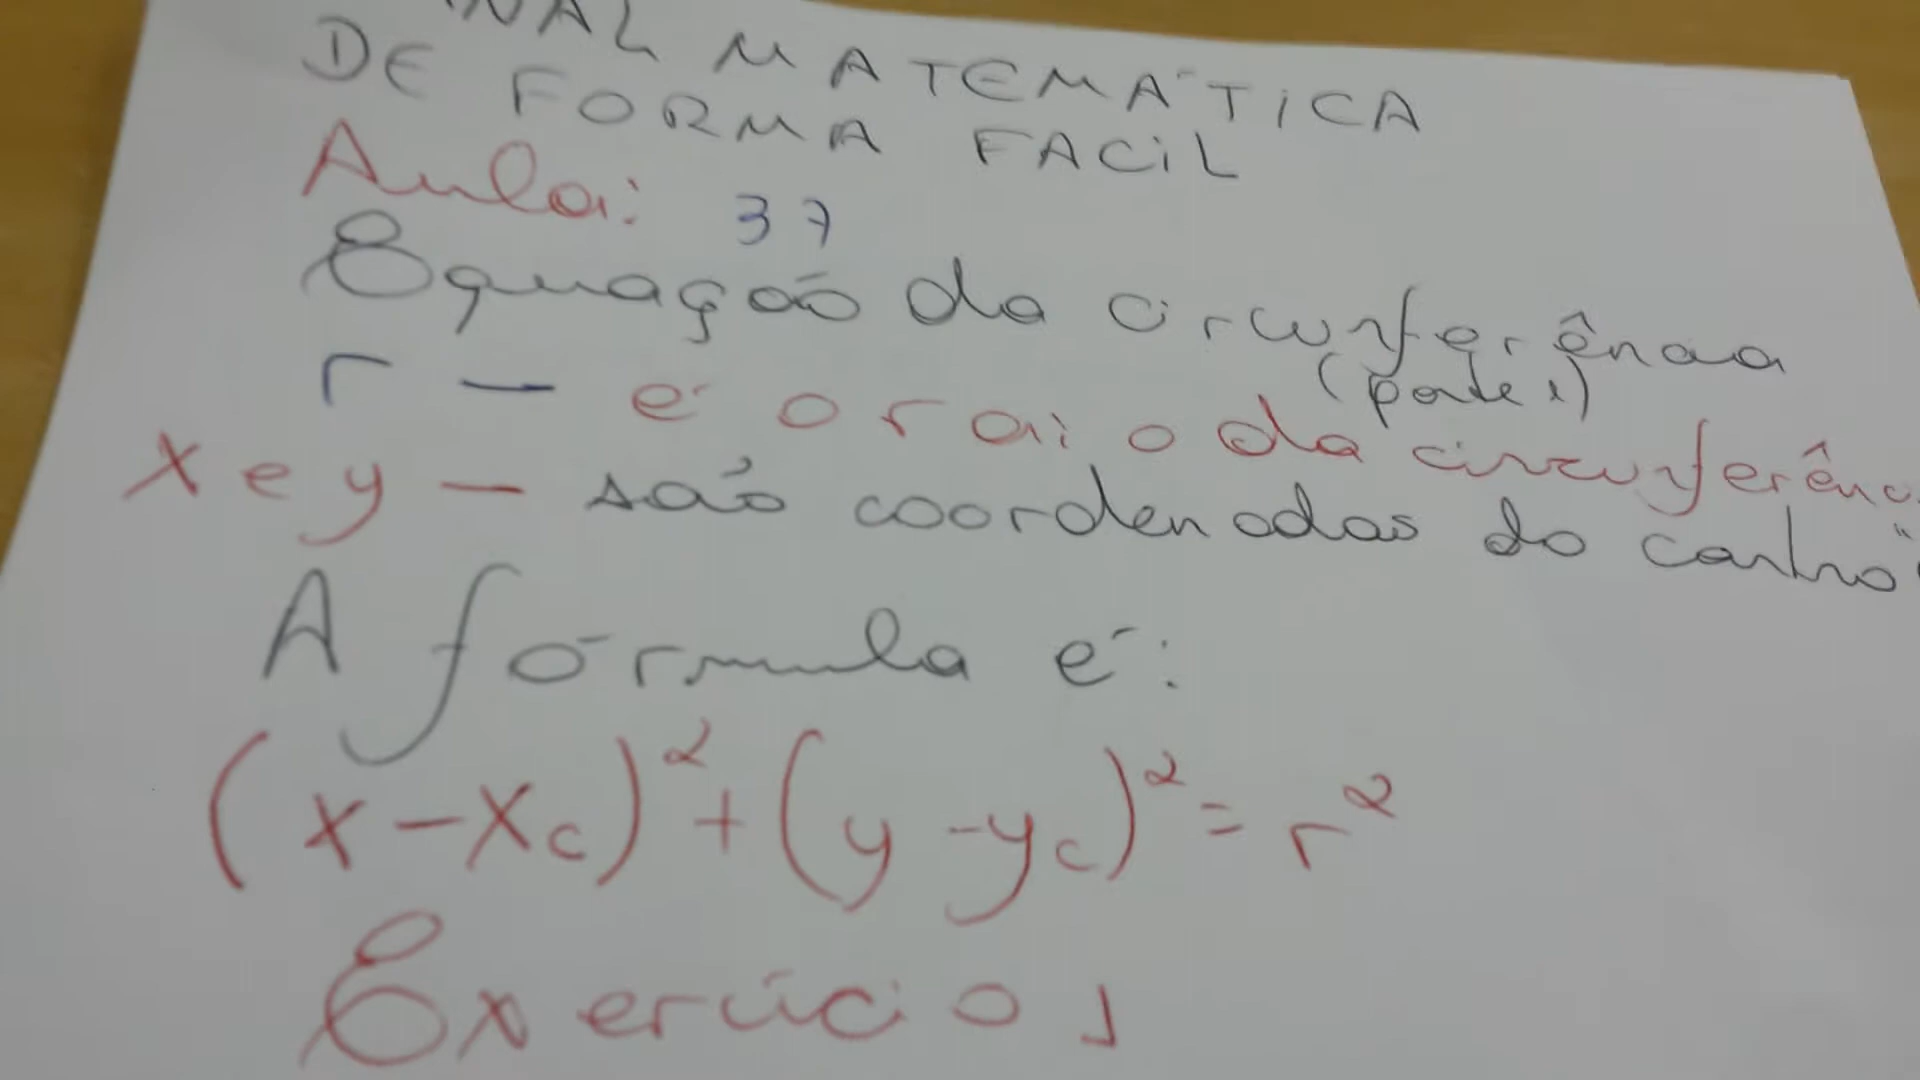 NAL MATEMÁTICA
DE FORMA FACIL
Aula: 37
Equação da circunferência
(parte 1)
r — é o raio da circunferênc
x e y — são coordenadas do centro "
A fórmula é:
(x-xc)²+(y-yc)²=r²
Exercício 1